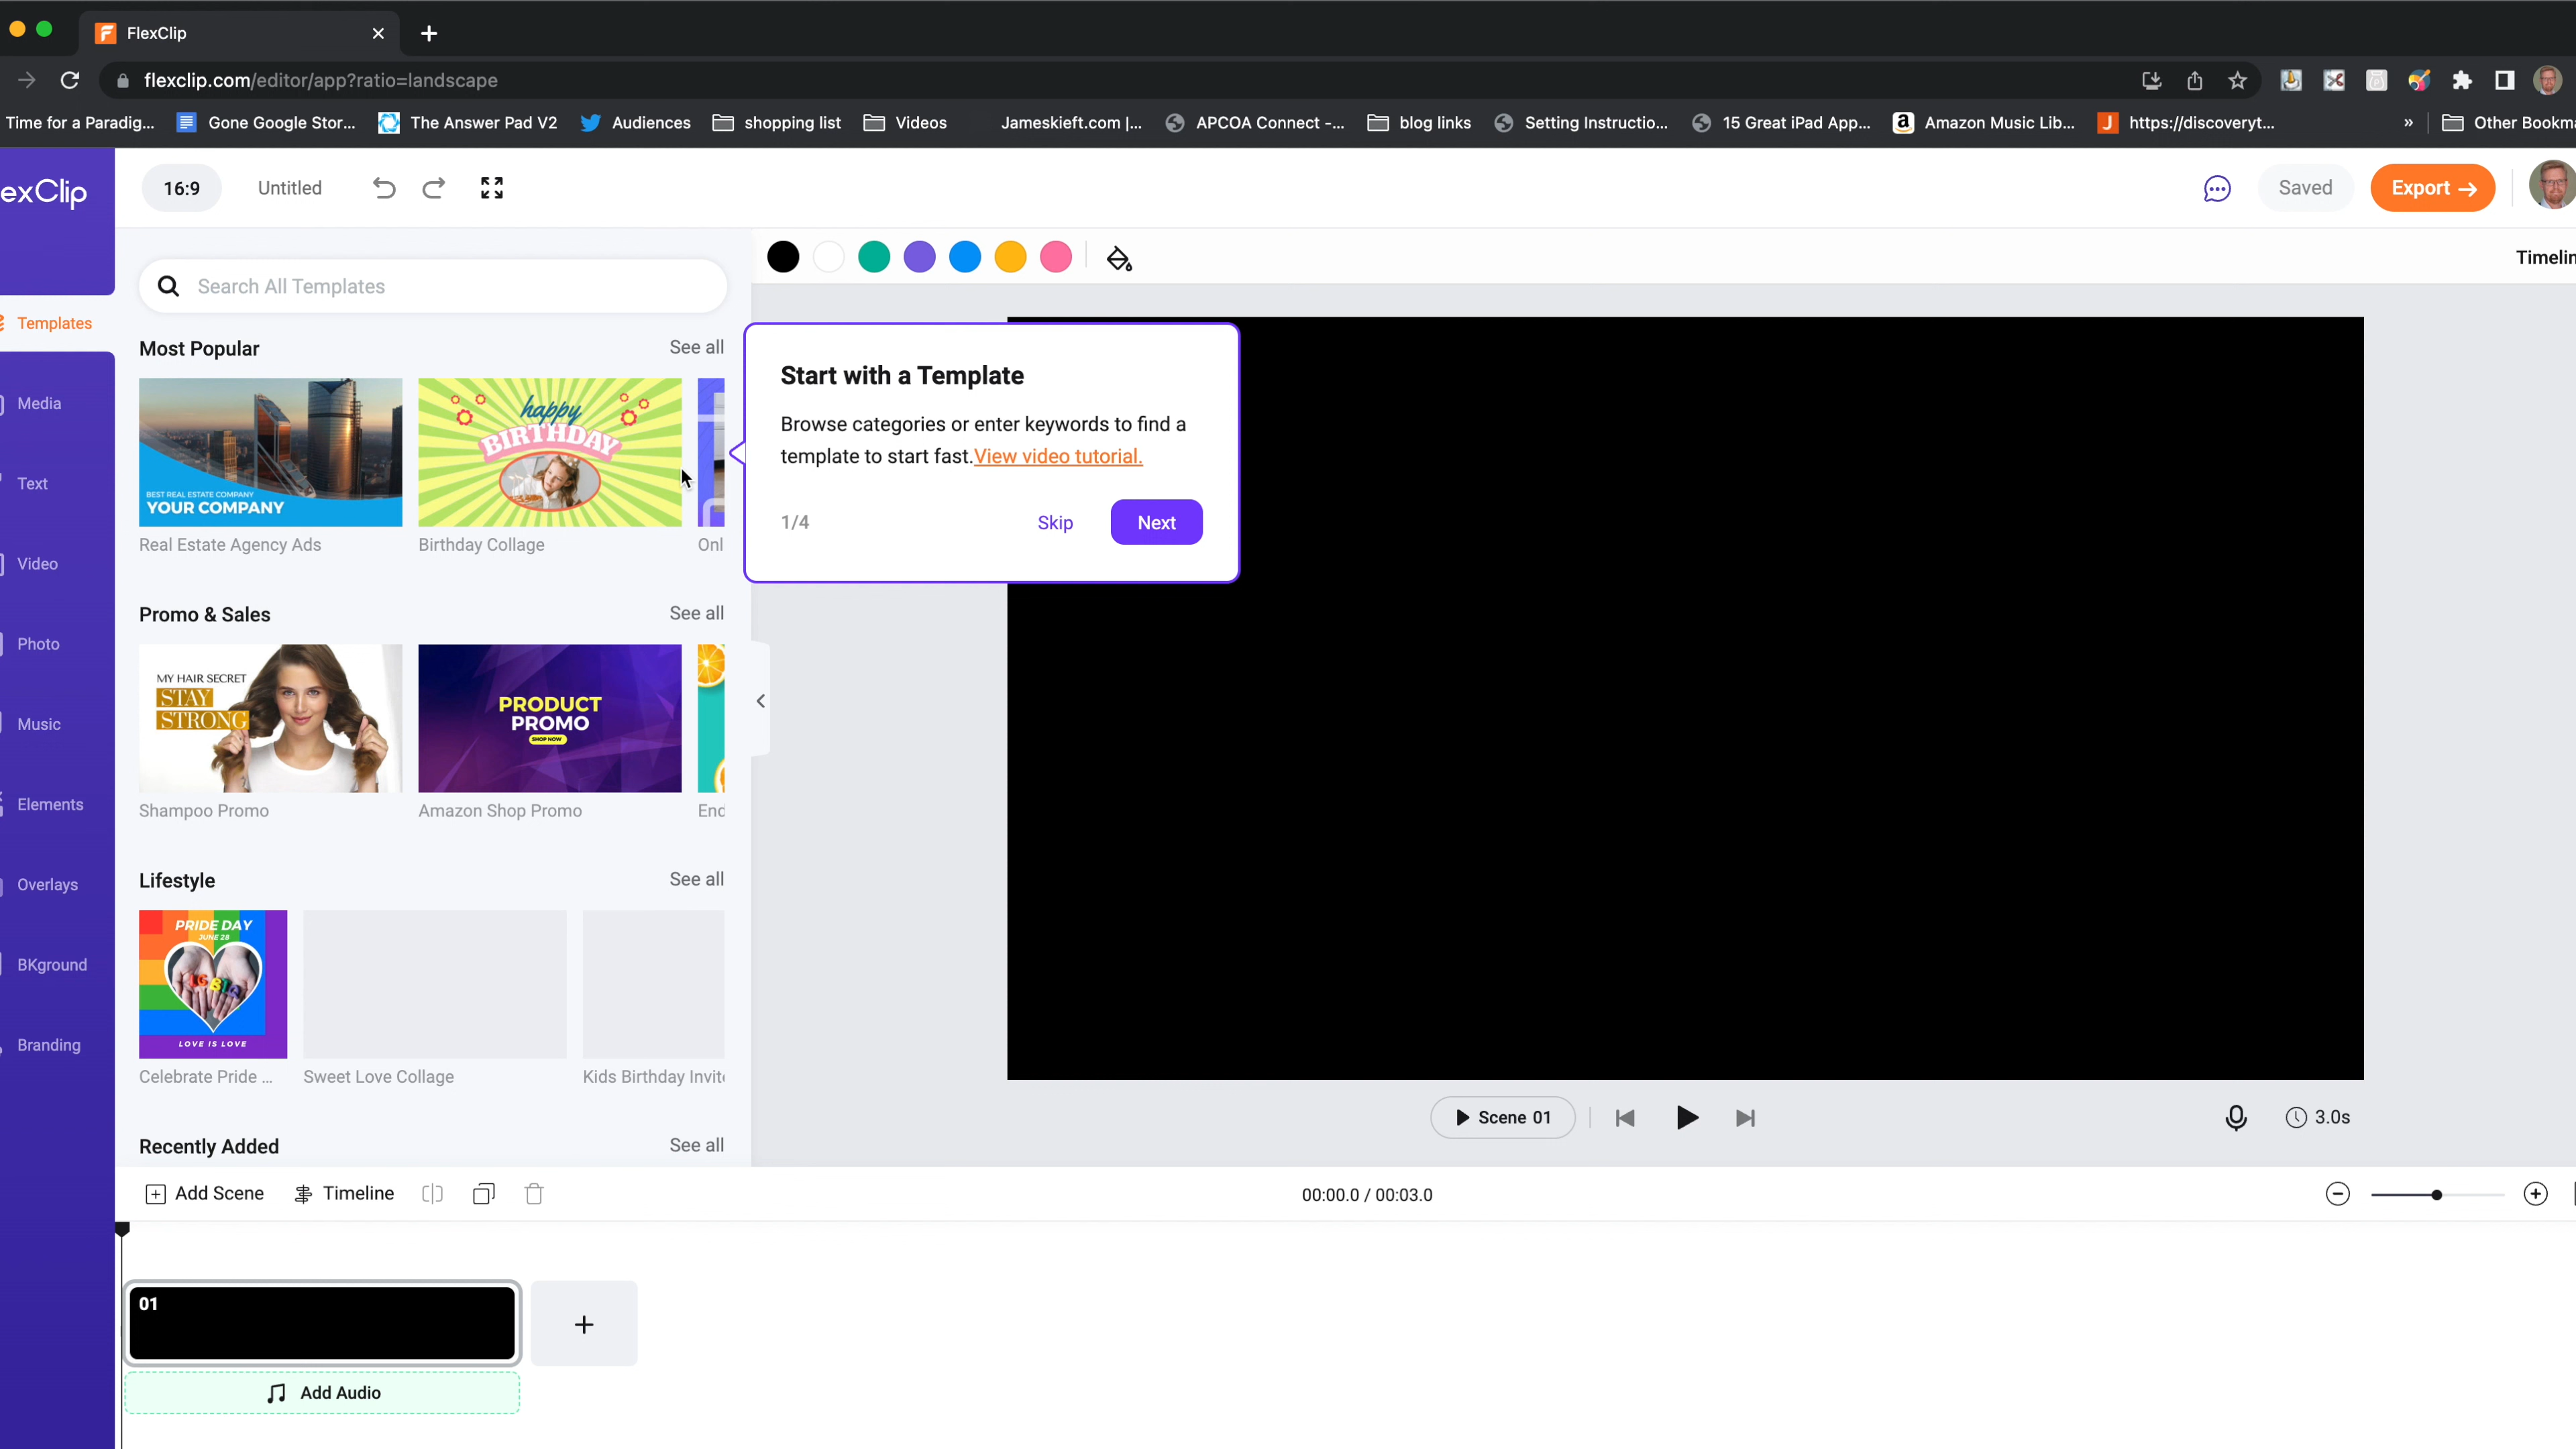 FlexClip
flexclip.com/editor/app?ratio=landscape
Time for a Paradig...
Gone Google Stor...
The Answer Pad V2
Audiences
shopping list
Videos
Jameskieft.com |...
APCOA Connect -...
blog links
Setting Instructio...
15 Great iPad App...
Amazon Music Lib...
https://discoveryt...
»
Other Bookma
exClip
16:9
Untitled
Saved
Export →
Timelin
Search All Templates
Templates
Media
Text
Video
Photo
Music
Elements
Overlays
BKground
Branding
Most Popular
See all
BEST REAL ESTATE COMPANY
YOUR COMPANY
happy
BIRTHDAY
Real Estate Agency Ads
Birthday Collage
Onl
Start with a Template
Browse categories or enter keywords to find a
template to start fast.View video tutorial.
1/4
Skip
Next
Promo & Sales
See all
MY HAIR SECRET
STAY
STRONG
PRODUCT
PROMO
SHOP NOW
Shampoo Promo
Amazon Shop Promo
End
Lifestyle
See all
PRIDE DAY
JUNE 28
LOVE IS LOVE
Celebrate Pride ...
Sweet Love Collage
Kids Birthday Invit
Recently Added
See all
Scene 01
3.0s
Add Scene
Timeline
00:00.0 / 00:03.0
01
+
Add Audio